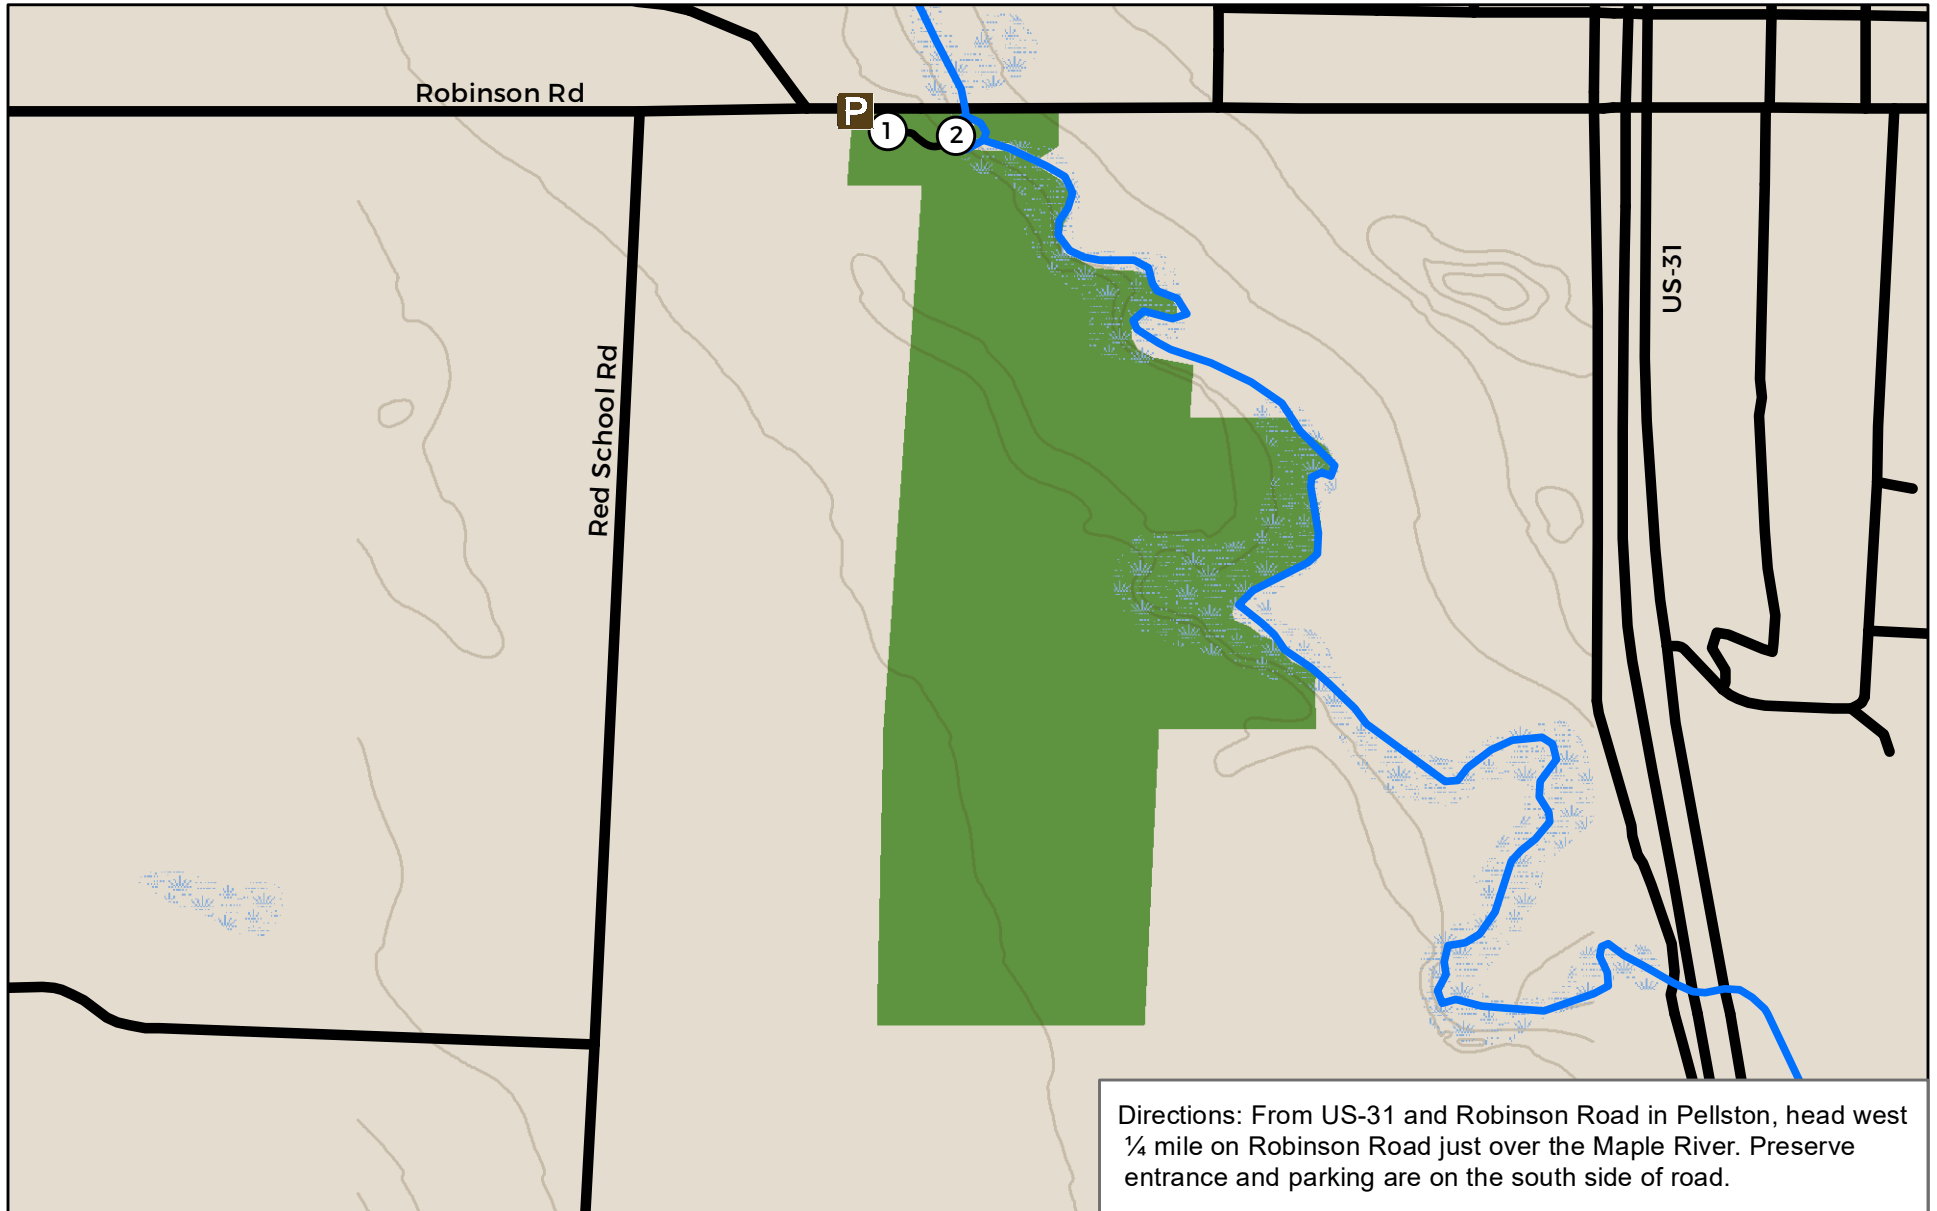 Robinson Rd
P
1
2
US-31
Red School Rd
Directions: From US-31 and Robinson Road in Pellston, head west
¼ mile on Robinson Road just over the Maple River. Preserve
entrance and parking are on the south side of road.